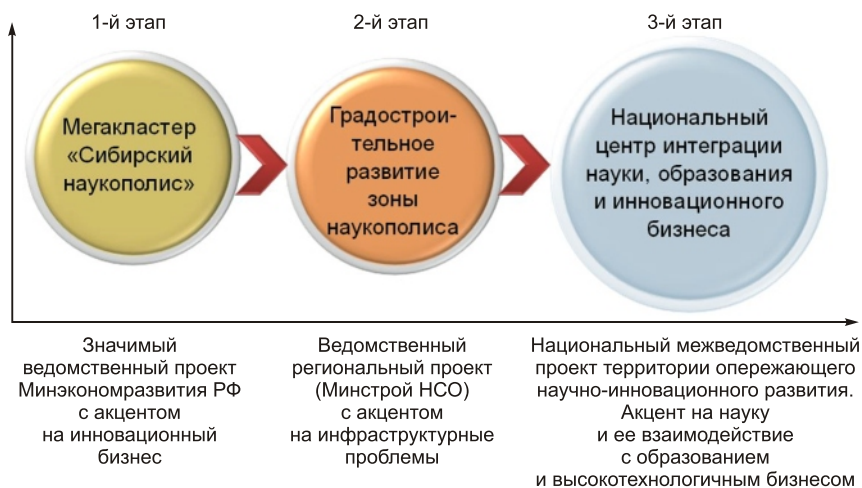 1-й этап
2-й этап
3-й этап
Мегакластер
«Сибирский
наукополис»
Градострои-
тельное
развитие
зоны
наукополиса
Национальный
центр интеграции
науки, образования
и инновационного
бизнеса
Значимый
ведомственный проект
Минэкономразвития РФ
с акцентом
на инновационный
бизнес
Ведомственный
региональный проект
(Минстрой НСО)
с акцентом
на инфраструктурные
проблемы
Национальный межведомственный
проект территории опережающего
научно-инновационного развития.
Акцент на науку
и ее взаимодействие
с образованием
и высокотехнологичным бизнесом